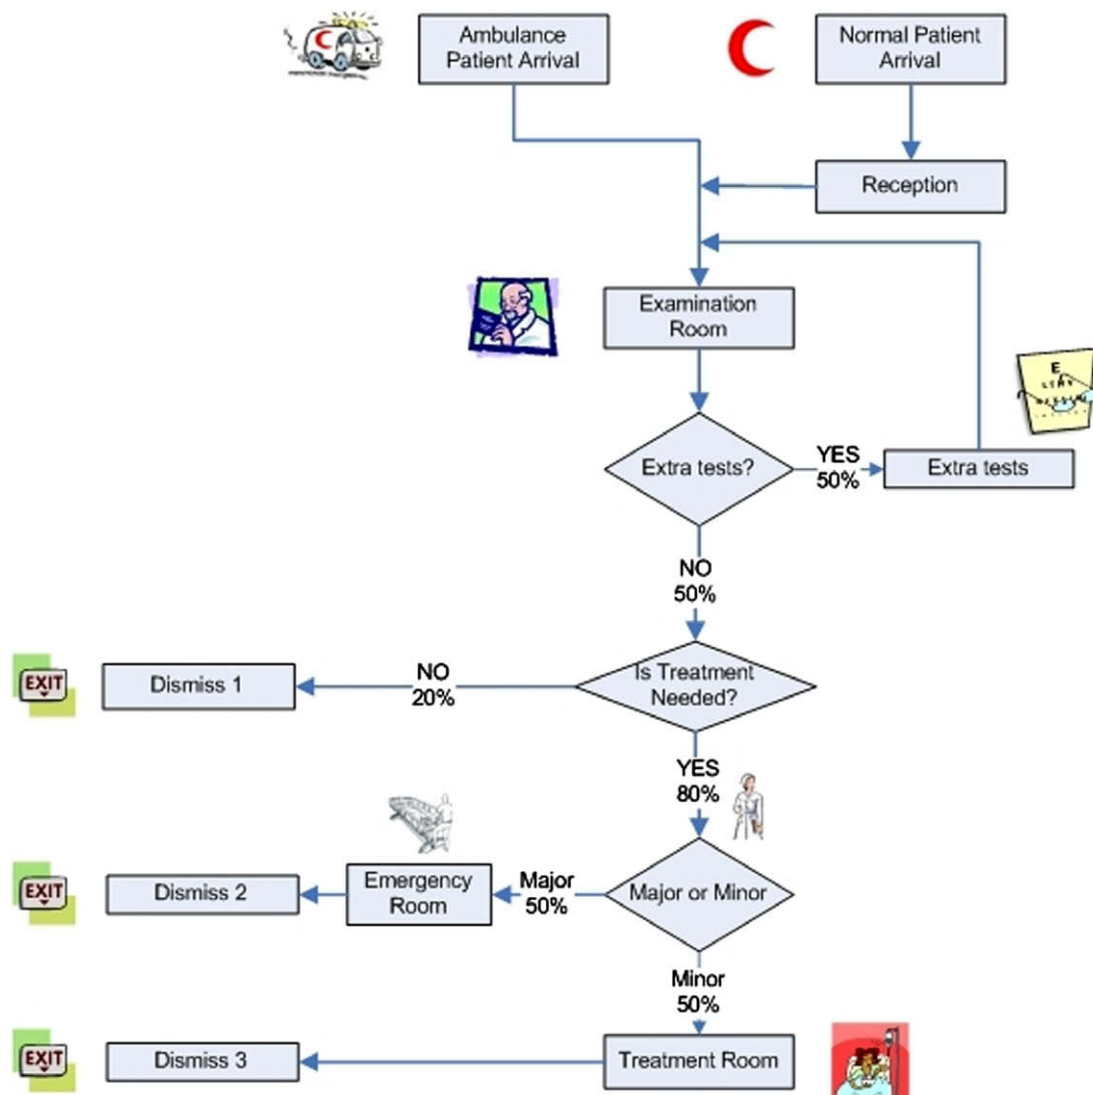 Ambulance
Patient Arrival
Normal Patient
Arrival
Reception
Examination
Room
E
Extra tests?
YES
50%
Extra tests
NO
50%
EXIT
Dismiss 1
NO
20%
Is Treatment
Needed?
YES
80%
EXIT
Dismiss 2
Emergency
Room
Major
50%
Major or Minor
Minor
50%
EXIT
Dismiss 3
Treatment Room